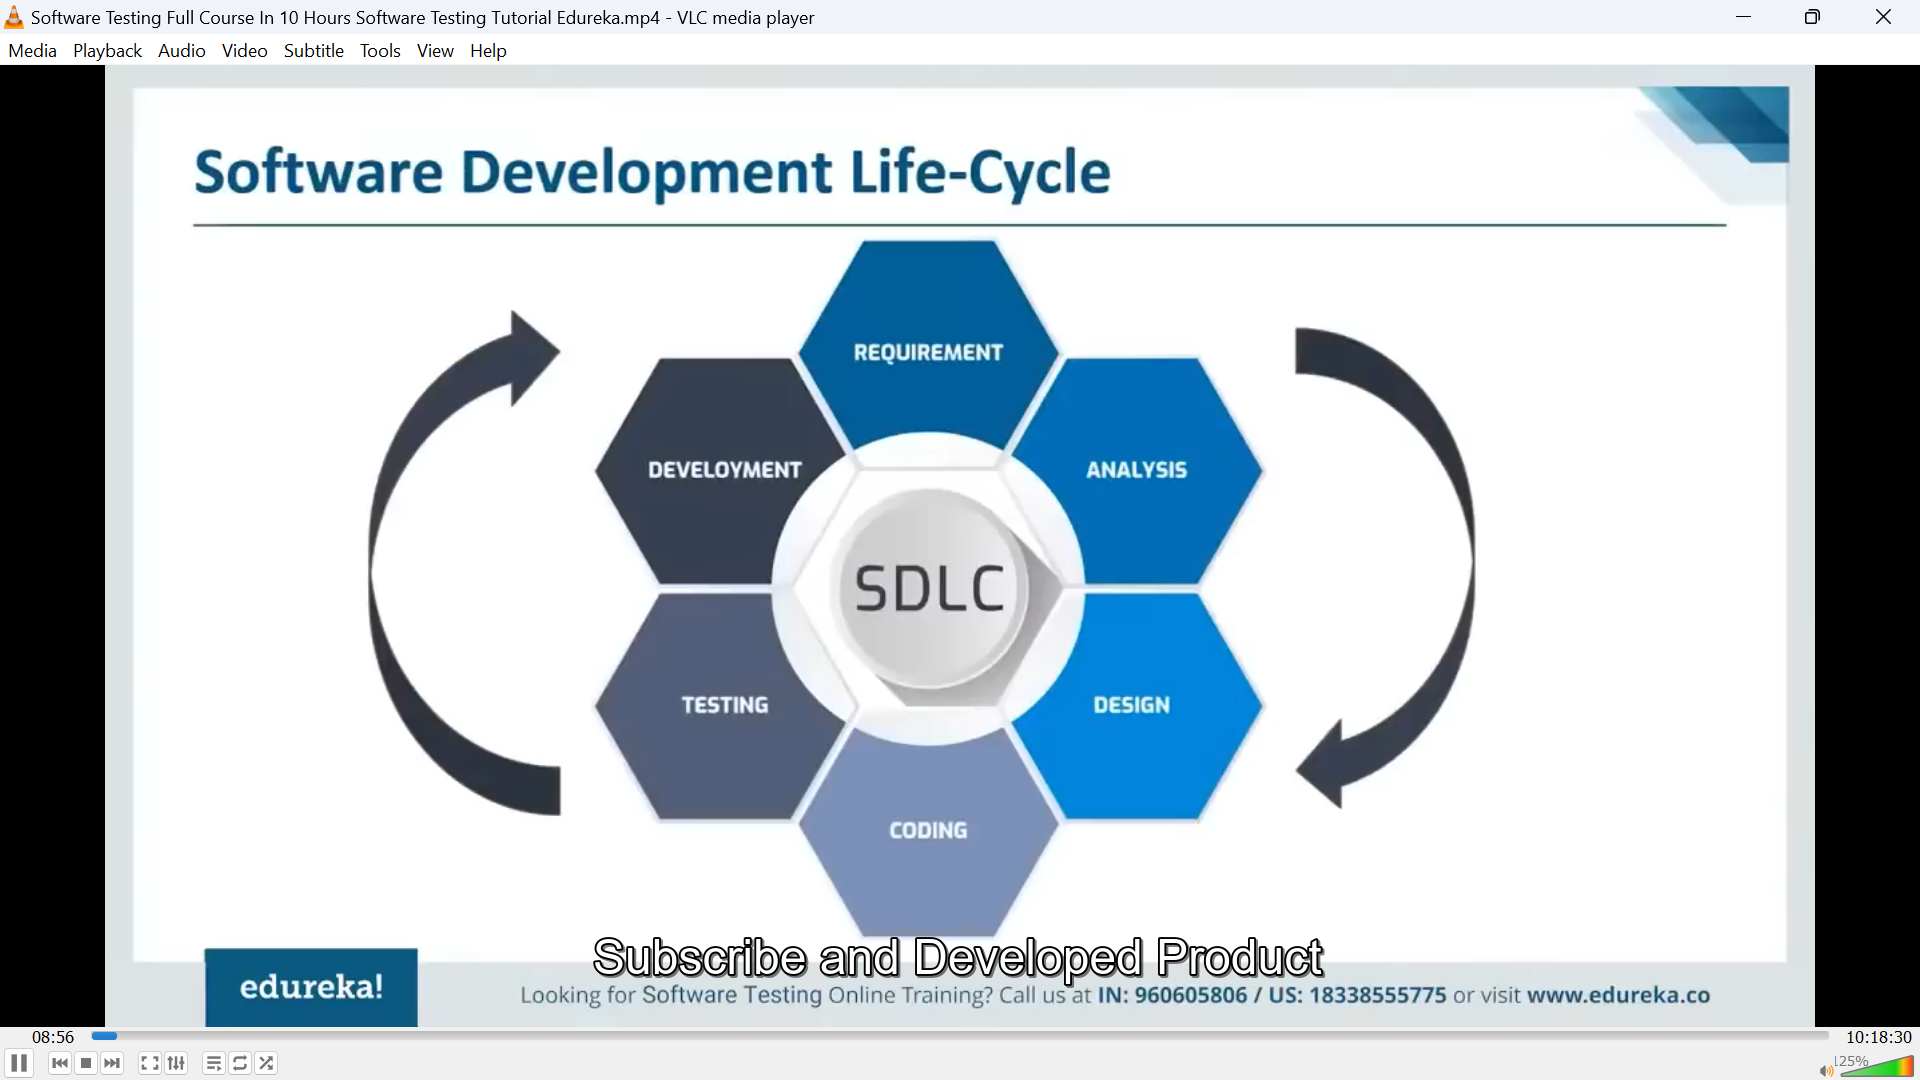 Software Testing Full Course In 10 Hours Software Testing Tutorial Edureka.mp4 - VLC media player
Media Playback Audio Video Subtitle Tools View Help
Software Development Life-Cycle
REQUIREMENT
DEVELOYMENT
ANALYSIS
SDLC
TESTING
DESIGN
CODING
Subscribe and Developed Product
edureka!
Looking for Software Testing Online Training? Call us at IN: 960605806 / US: 18338555775 or visit www.edureka.co
08:56
10:18:30
125%